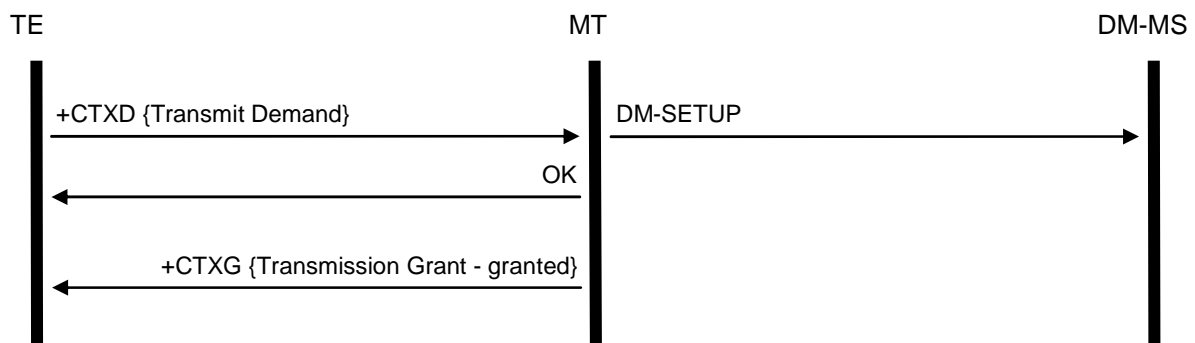 TE
MT
DM-MS
+CTXD {Transmit Demand}
DM-SETUP
OK
+CTXG {Transmission Grant - granted}